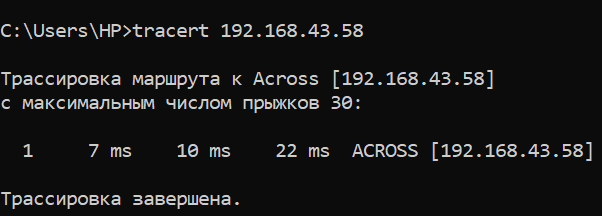 C:\Users\HP>tracert 192.168.43.58
Трассировка маршрута к Across [192.168.43.58]
с максимальным числом прыжков 30:
1 7 ms 10 ms 22 ms ACROSS [192.168.43.58]
Трассировка завершена.